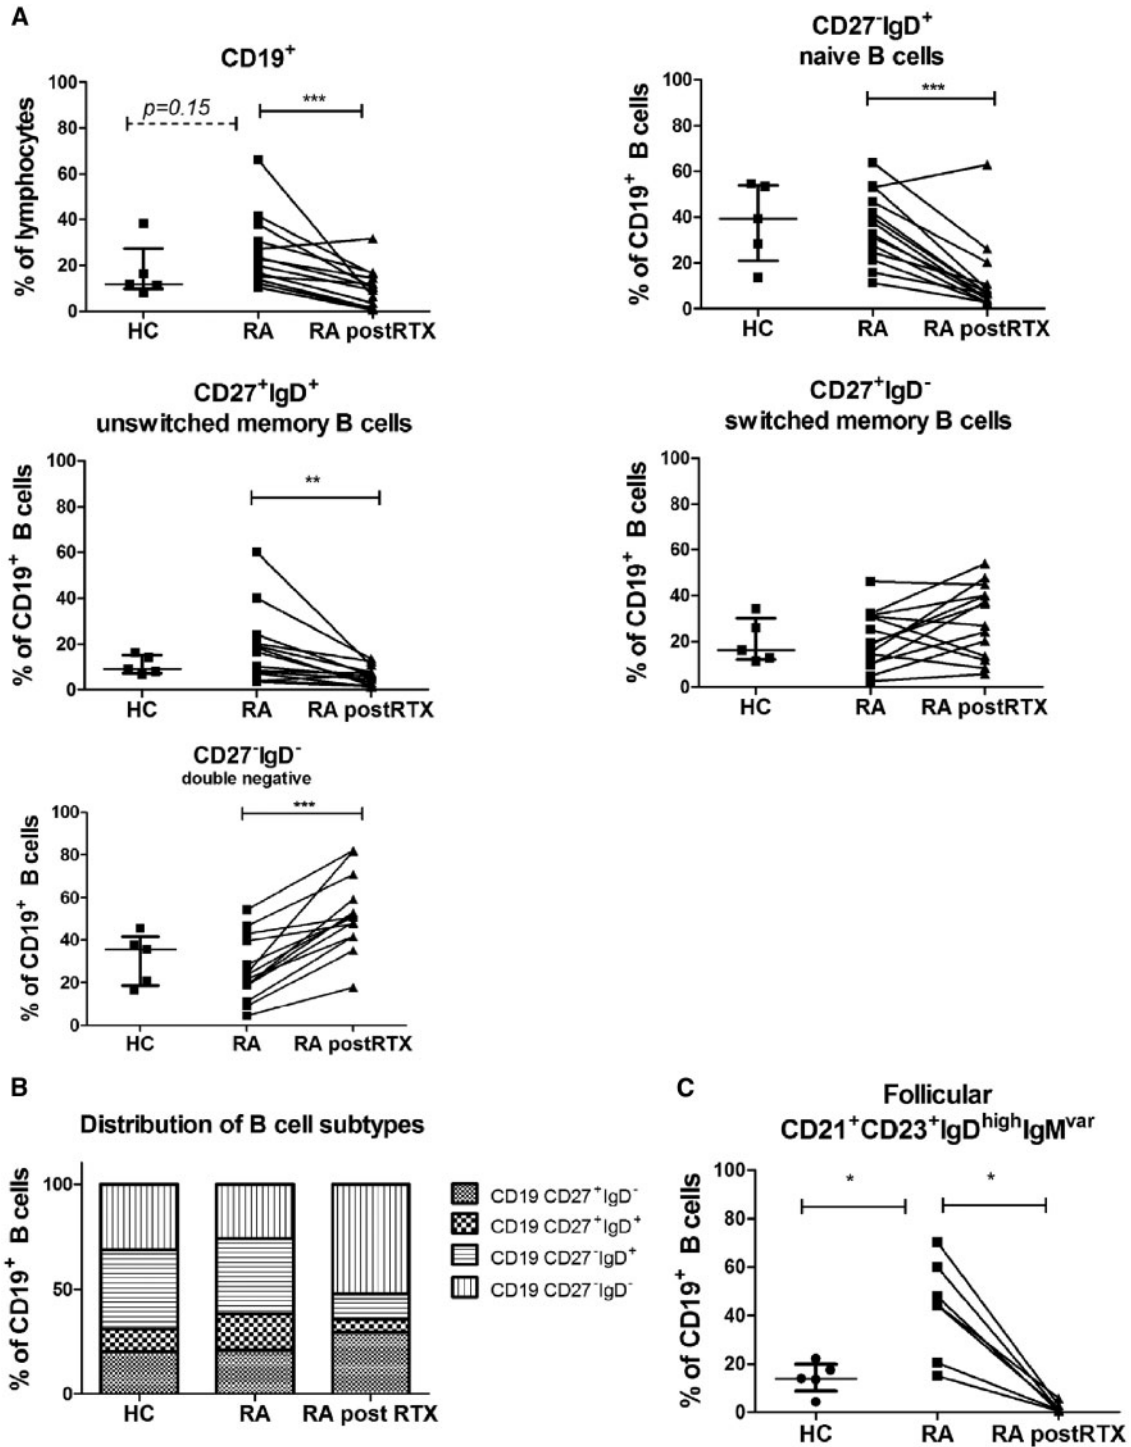 A
CD19⁺
% of lymphocytes
100
80
60
40
20
0
p=0.15
***
HC
RA
RA postRTX
CD27⁻IgD⁺
naive B cells
% of CD19⁺ B cells
100
80
60
40
20
0
***
HC
RA
RA postRTX
CD27⁺IgD⁺
unswitched memory B cells
% of CD19⁺ B cells
100
80
60
40
20
0
**
HC
RA
RA postRTX
CD27⁺IgD⁻
switched memory B cells
% of CD19⁺ B cells
100
80
60
40
20
0
HC
RA
RA postRTX
CD27⁻IgD⁻
double negative
% of CD19⁺ B cells
100
80
60
40
20
0
***
HC
RA
RA postRTX
B
Distribution of B cell subtypes
% of CD19⁺ B cells
100
50
0
HC
RA
RA post RTX
CD19 CD27⁺IgD⁻
CD19 CD27⁺IgD⁺
CD19 CD27⁻IgD⁺
CD19 CD27⁻IgD⁻
C
Follicular
CD21⁺CD23⁺IgDʰⁱᵍʰIgMᵛᵃʳ
% of CD19⁺ B cells
100
80
60
40
20
0
*
*
HC
RA
RA postRTX